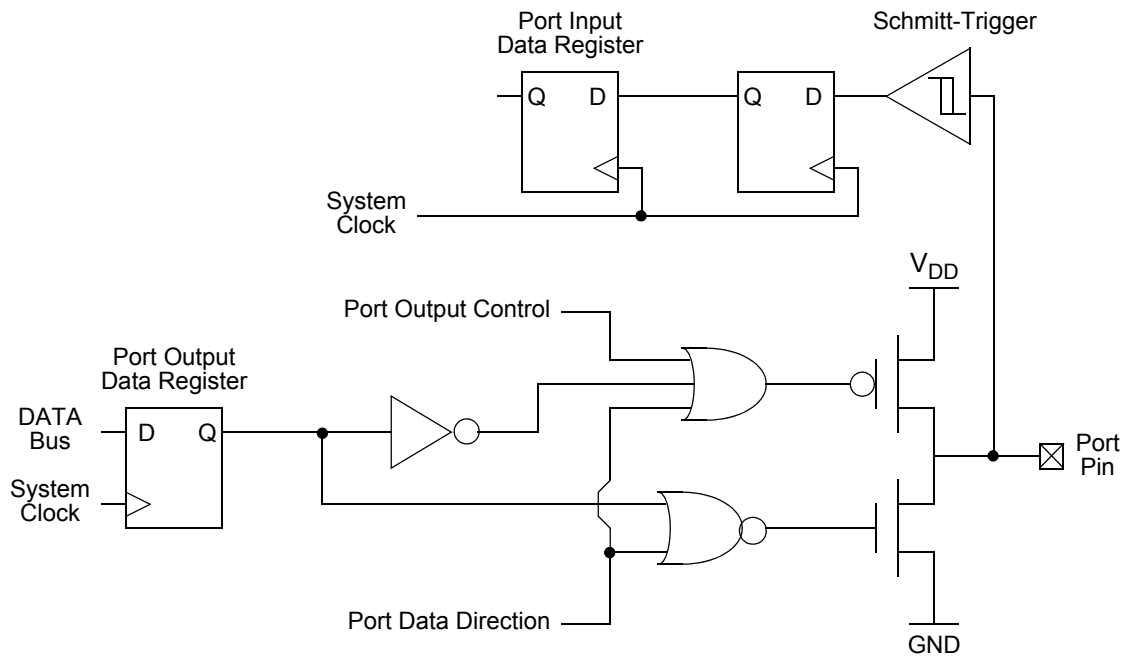 Port Input
Data Register
Schmitt-Trigger
Q D
Q D
System
Clock
VDD
Port Output Control
Port Output
Data Register
DATA
Bus
D Q
System
Clock
Port
Pin
Port Data Direction
GND